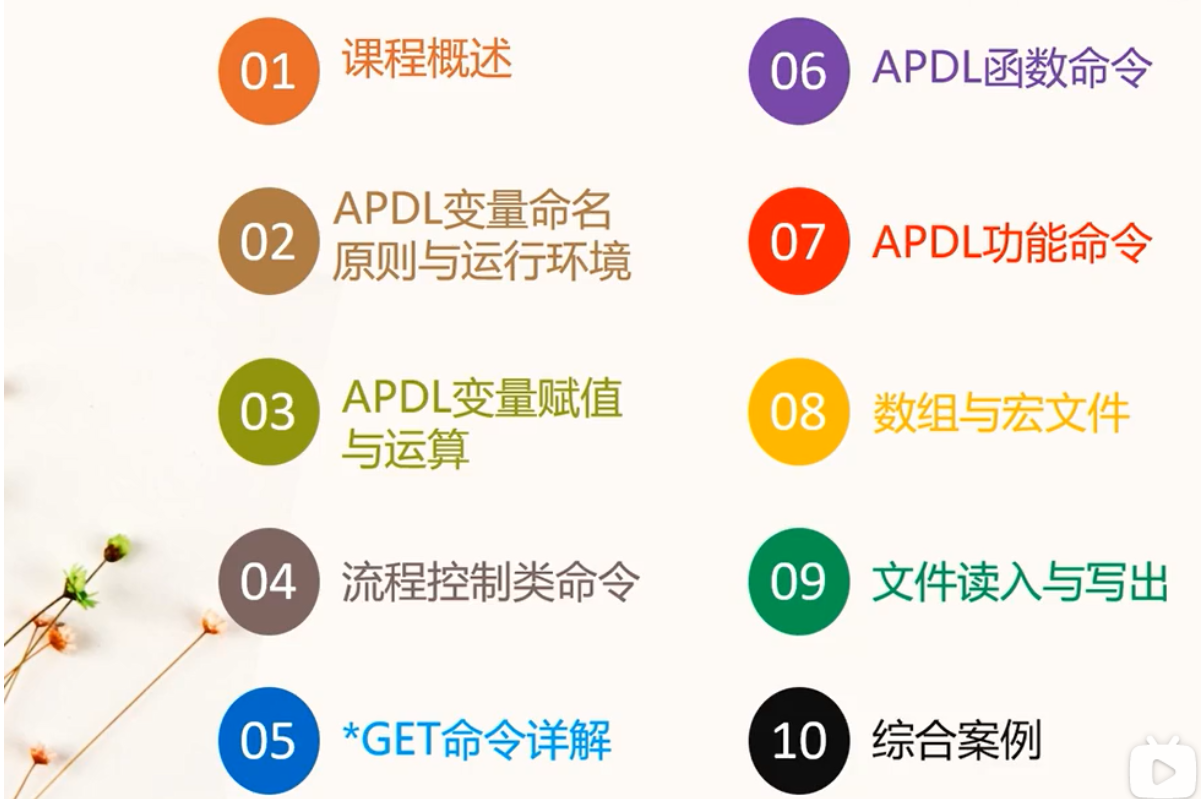 01
课程概述
02
APDL变量命名
原则与运行环境
03
APDL变量赋值
与运算
04
流程控制类命令
05
*GET命令详解
06
APDL函数命令
07
APDL功能命令
08
数组与宏文件
09
文件读入与写出
10
综合案例